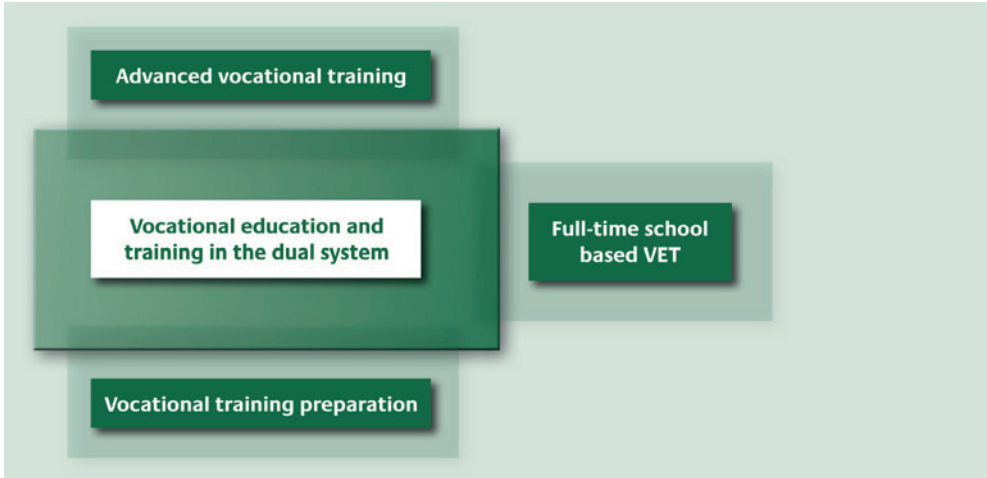 Advanced vocational training
Vocational education and
training in the dual system
Full-time school
based VET
Vocational training preparation